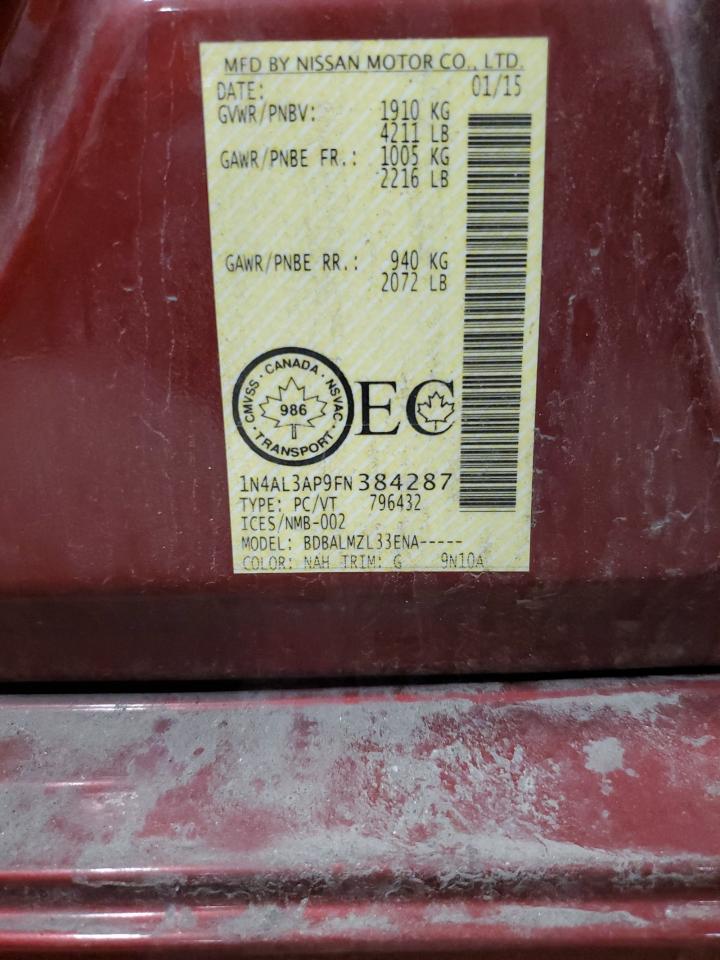 MFD BY NISSAN MOTOR CO., LTD.
DATE: 01/15
GVWR/PNBV: 1910 KG
4211 LB
GAWR/PNBE FR.: 1005 KG
2216 LB
GAWR/PNBE RR.: 940 KG
2072 LB
CMVSS · CANADA · NSVAC
986
· TRANSPORT ·
EC
1N4AL3AP9FN384287
TYPE: PC/VT 796432
ICES/NMB-002
MODEL: BDBALMZL33ENA-----
COLOR: NAH TRIM: G 9N10A